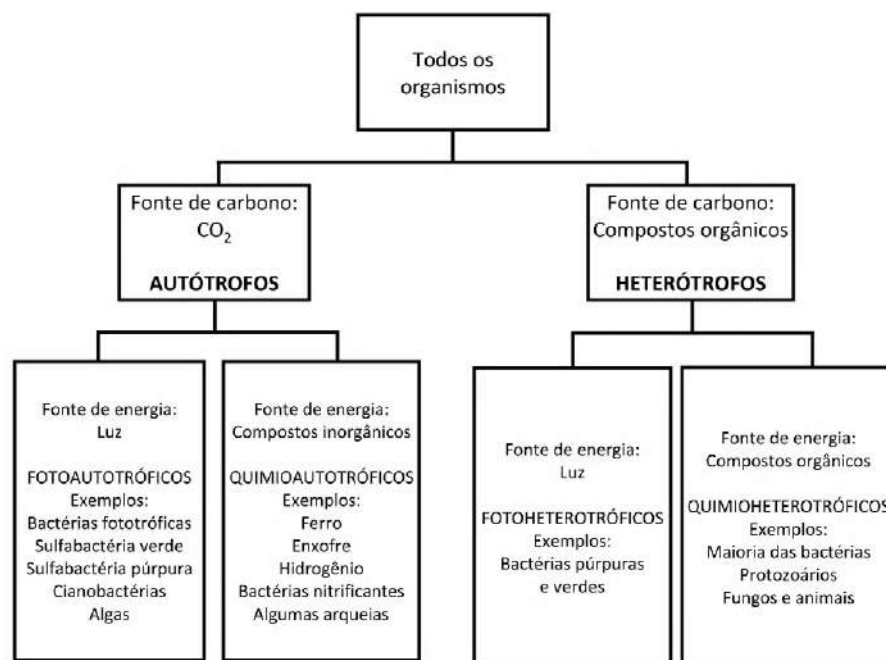 Todos os
organismos
Fonte de carbono:
CO₂
AUTÓTROFOS
Fonte de carbono:
Compostos orgânicos
HETERÓTROFOS
Fonte de energia:
Luz
FOTOAUTOTRÓFICOS
Exemplos:
Bactérias fototróficas
Sulfabactéria verde
Sulfabactéria púrpura
Cianobactérias
Algas
Fonte de energia:
Compostos inorgânicos
QUIMIOAUTOTRÓFICOS
Exemplos:
Ferro
Enxofre
Hidrogênio
Bactérias nitrificantes
Algumas arqueias
Fonte de energia:
Luz
FOTOHETEROTRÓFICOS
Exemplos:
Bactérias púrpuras
e verdes
Fonte de energia:
Compostos orgânicos
QUIMIOHETEROTRÓFICOS
Exemplos:
Maioria das bactérias
Protozoários
Fungos e animais